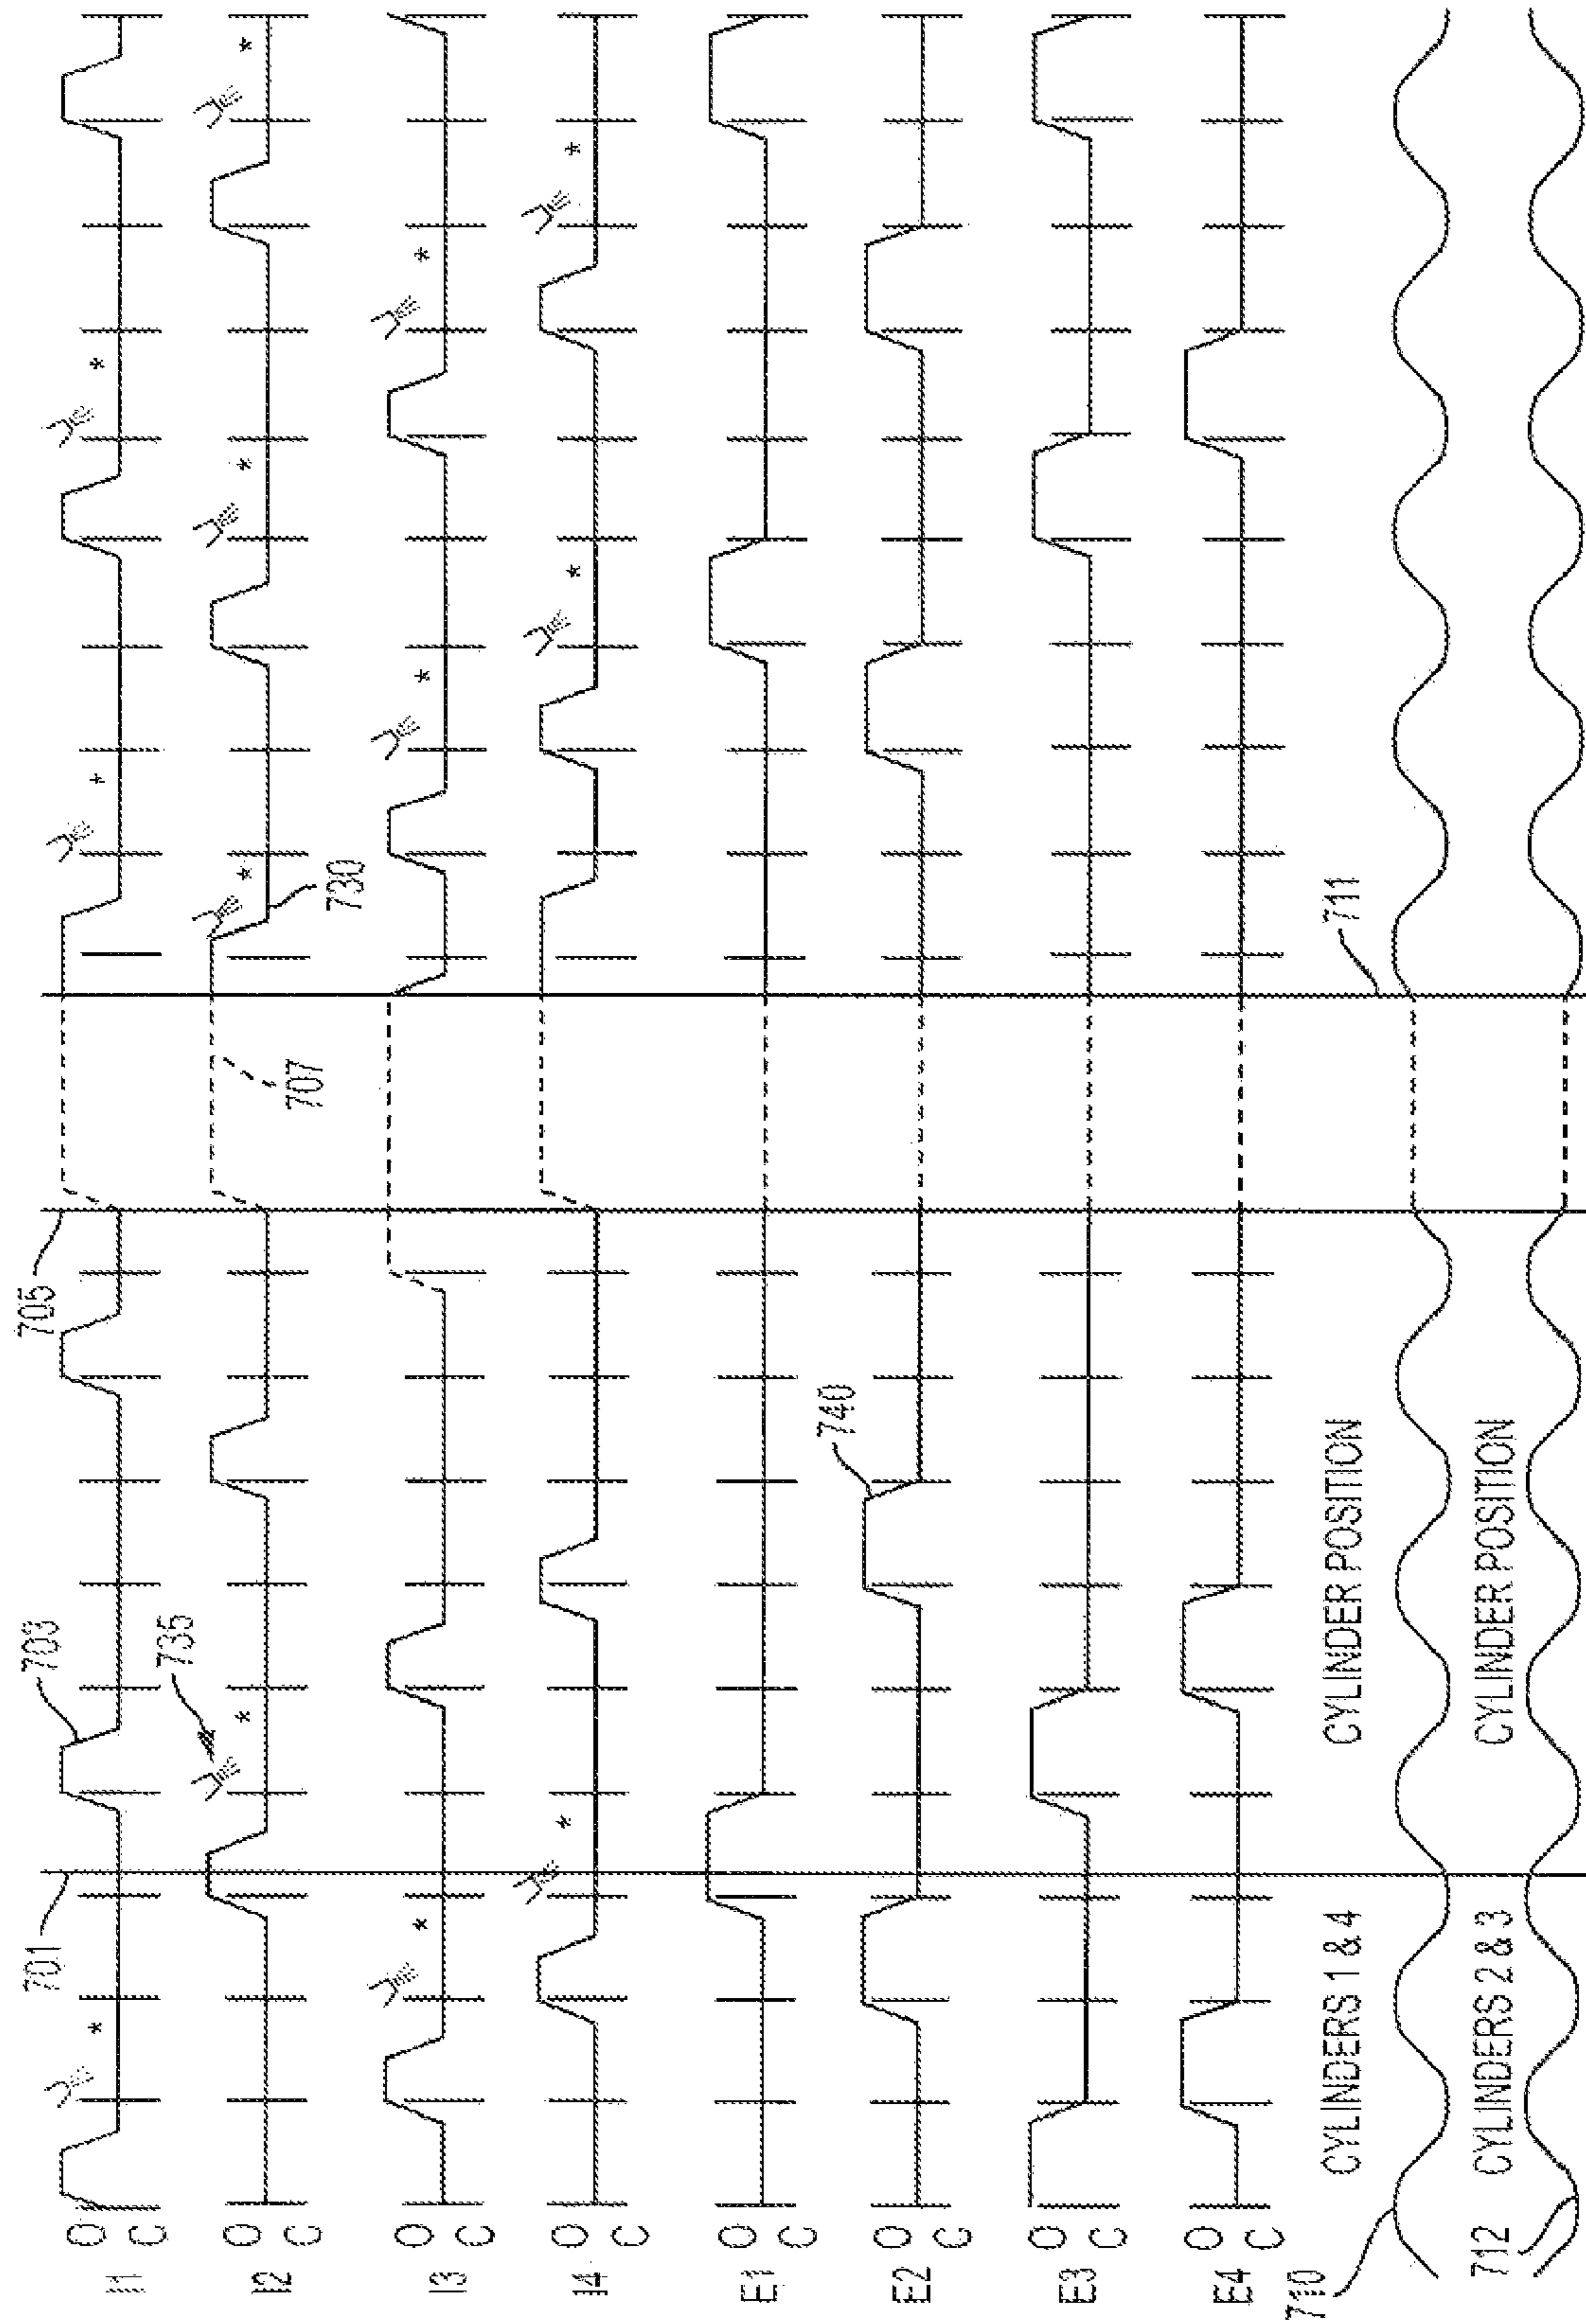 701
703
735
705
707
730
I1
O
C
I2
O
C
I3
O
C
I4
O
C
E1
O
C
E2
O
C
740
E3
O
C
E4
O
C
711
CYLINDERS 1 & 4
CYLINDER POSITION
710
CYLINDERS 2 & 3
CYLINDER POSITION
712